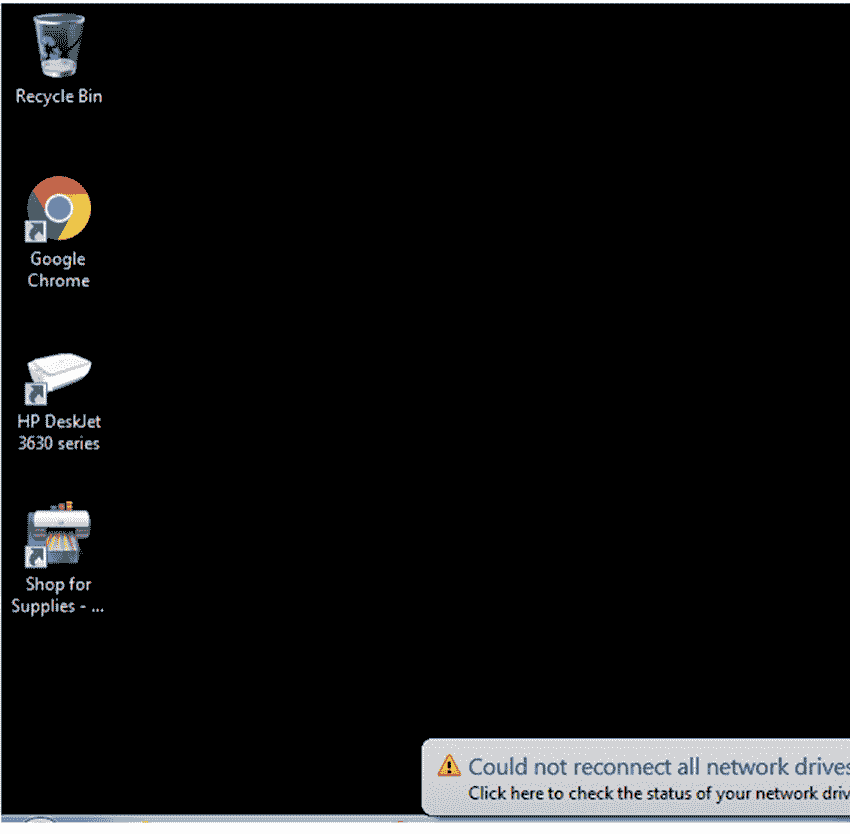 Recycle Bin
Google
Chrome
HP DeskJet
3630 series
Shop for
Supplies - ...
Could not reconnect all network drives
Click here to check the status of your network driv